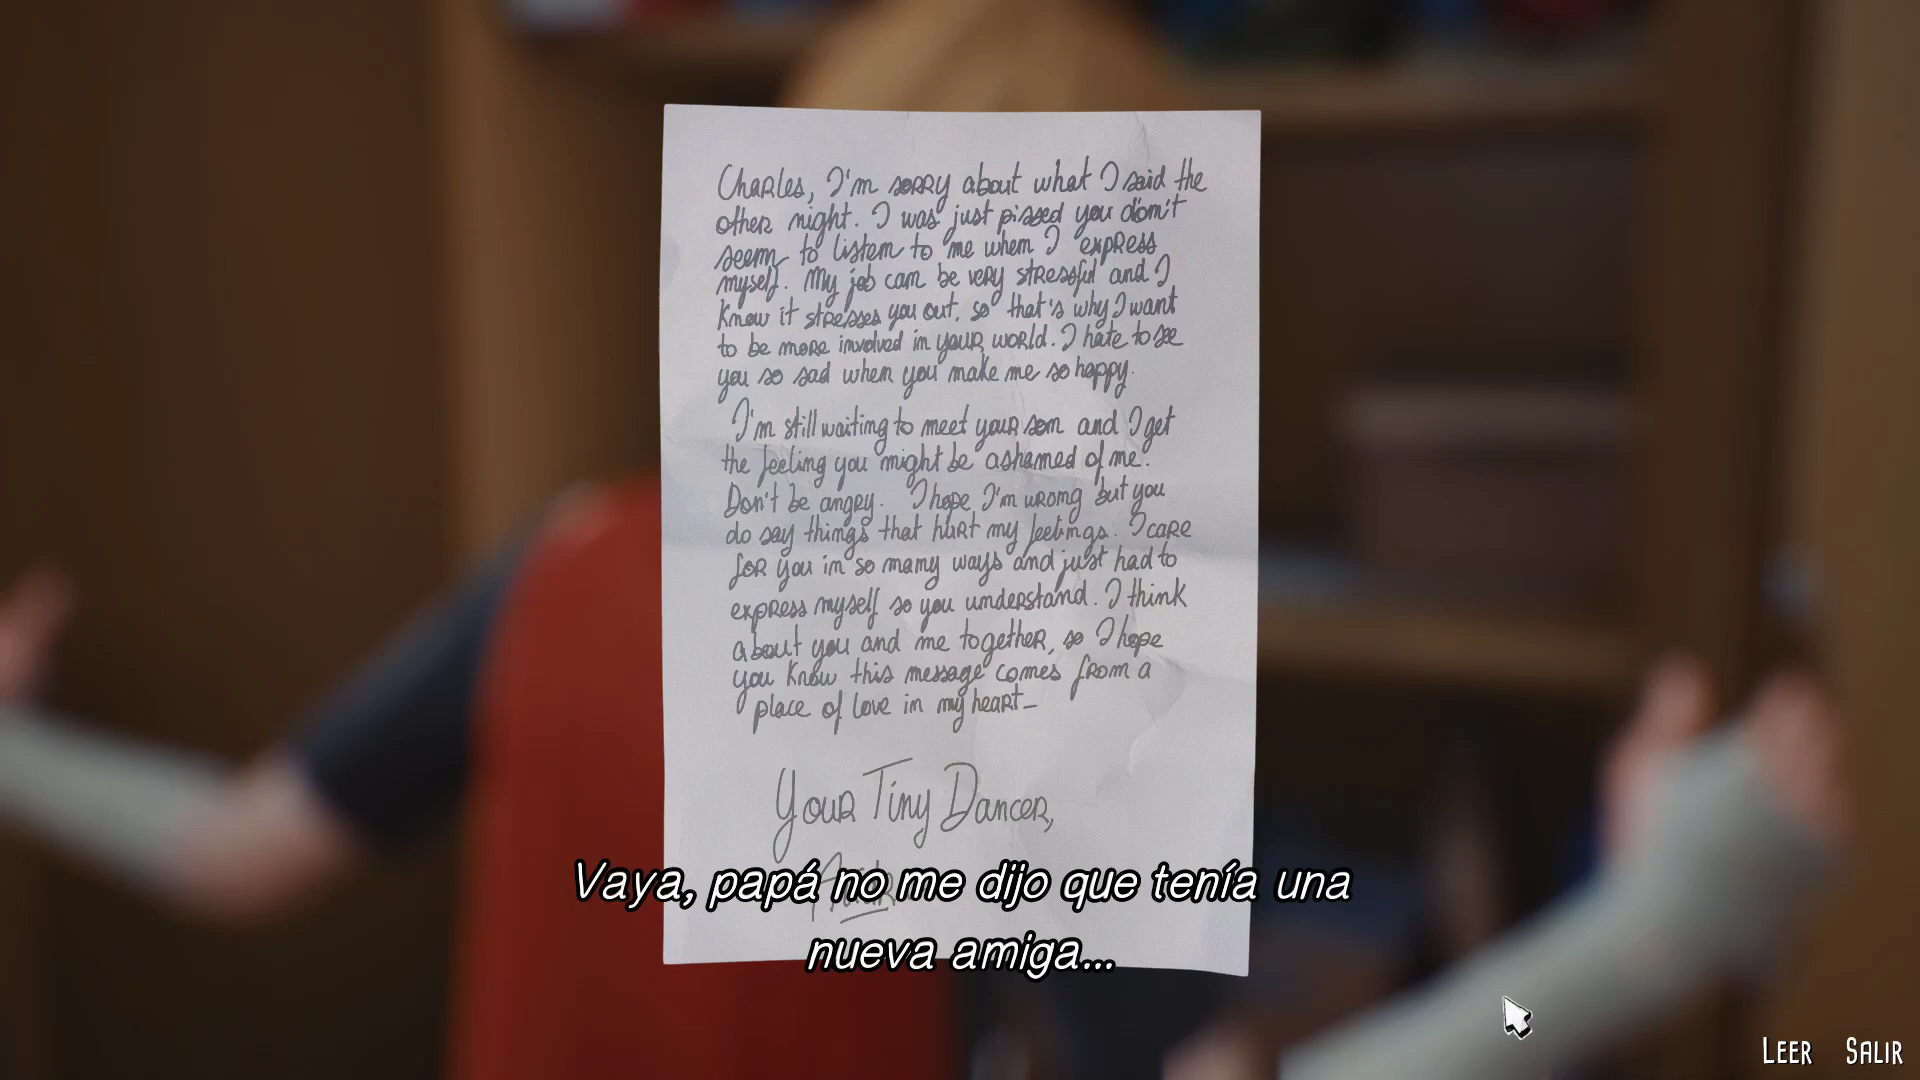 Charles, I'm sorry about what I said the
other night. I was just pissed you don't
seem to listen to me when I express
myself. My job can be very stressful and I
know it stresses you out, so that's why I want
to be more involved in your world. I hate to see
you so sad when you make me so happy.
I'm still waiting to meet your son and I get
the feeling you might be ashamed of me.
Don't be angry. I hope I'm wrong but you
do say things that hurt my feelings. I care
for you in so many ways and just had to
express myself so you understand. I think
about you and me together, so I hope
you know this message comes from a
place of love in my heart_
Your Tiny Dancer,
Vaya, papá no me dijo que tenía una
nueva amiga...
LEER SALIR